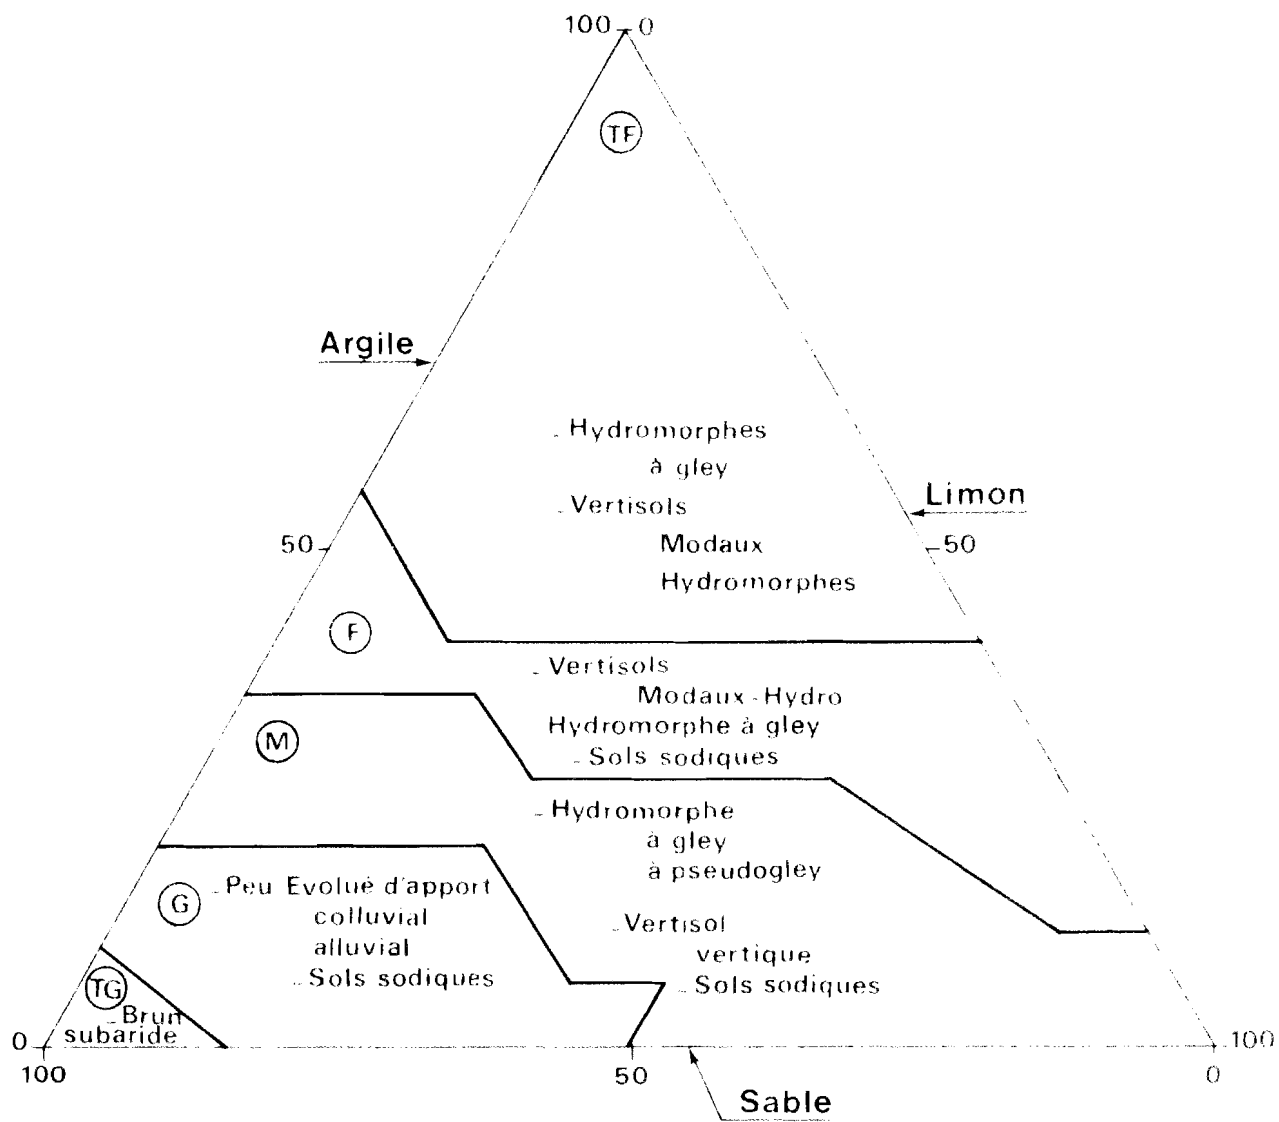 100 0
TF
Argile
- Hydromorphes
à gley
Limon
- Vertisols
50
50
Modaux
Hydromorphes
F
- Vertisols
Modaux - Hydro
Hydromorphe à gley
- Sols sodiques
M
- Hydromorphe
à gley
à pseudogley
G
- Peu Evolué d'apport
colluvial
alluvial
- Sols sodiques
- Vertisol
vertique
- Sols sodiques
TG
- Brun
subaride
0
100
100
50
0
Sable